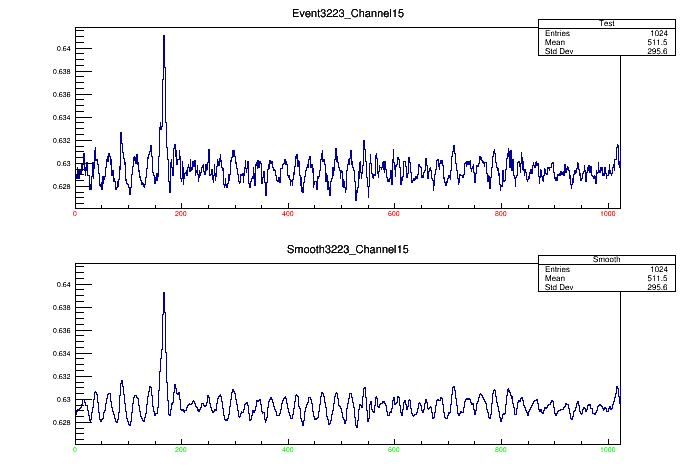 Event3223_Channel15
Test
Entries 1024
Mean 511.5
Std Dev 295.6
0.64
0.638
0.636
0.634
0.632
0.63
0.628
0 200 400 600 800 1000
Smooth3223_Channel15
Smooth
Entries 1024
Mean 511.5
Std Dev 295.6
0.64
0.638
0.636
0.634
0.632
0.63
0.628
0 200 400 600 800 1000